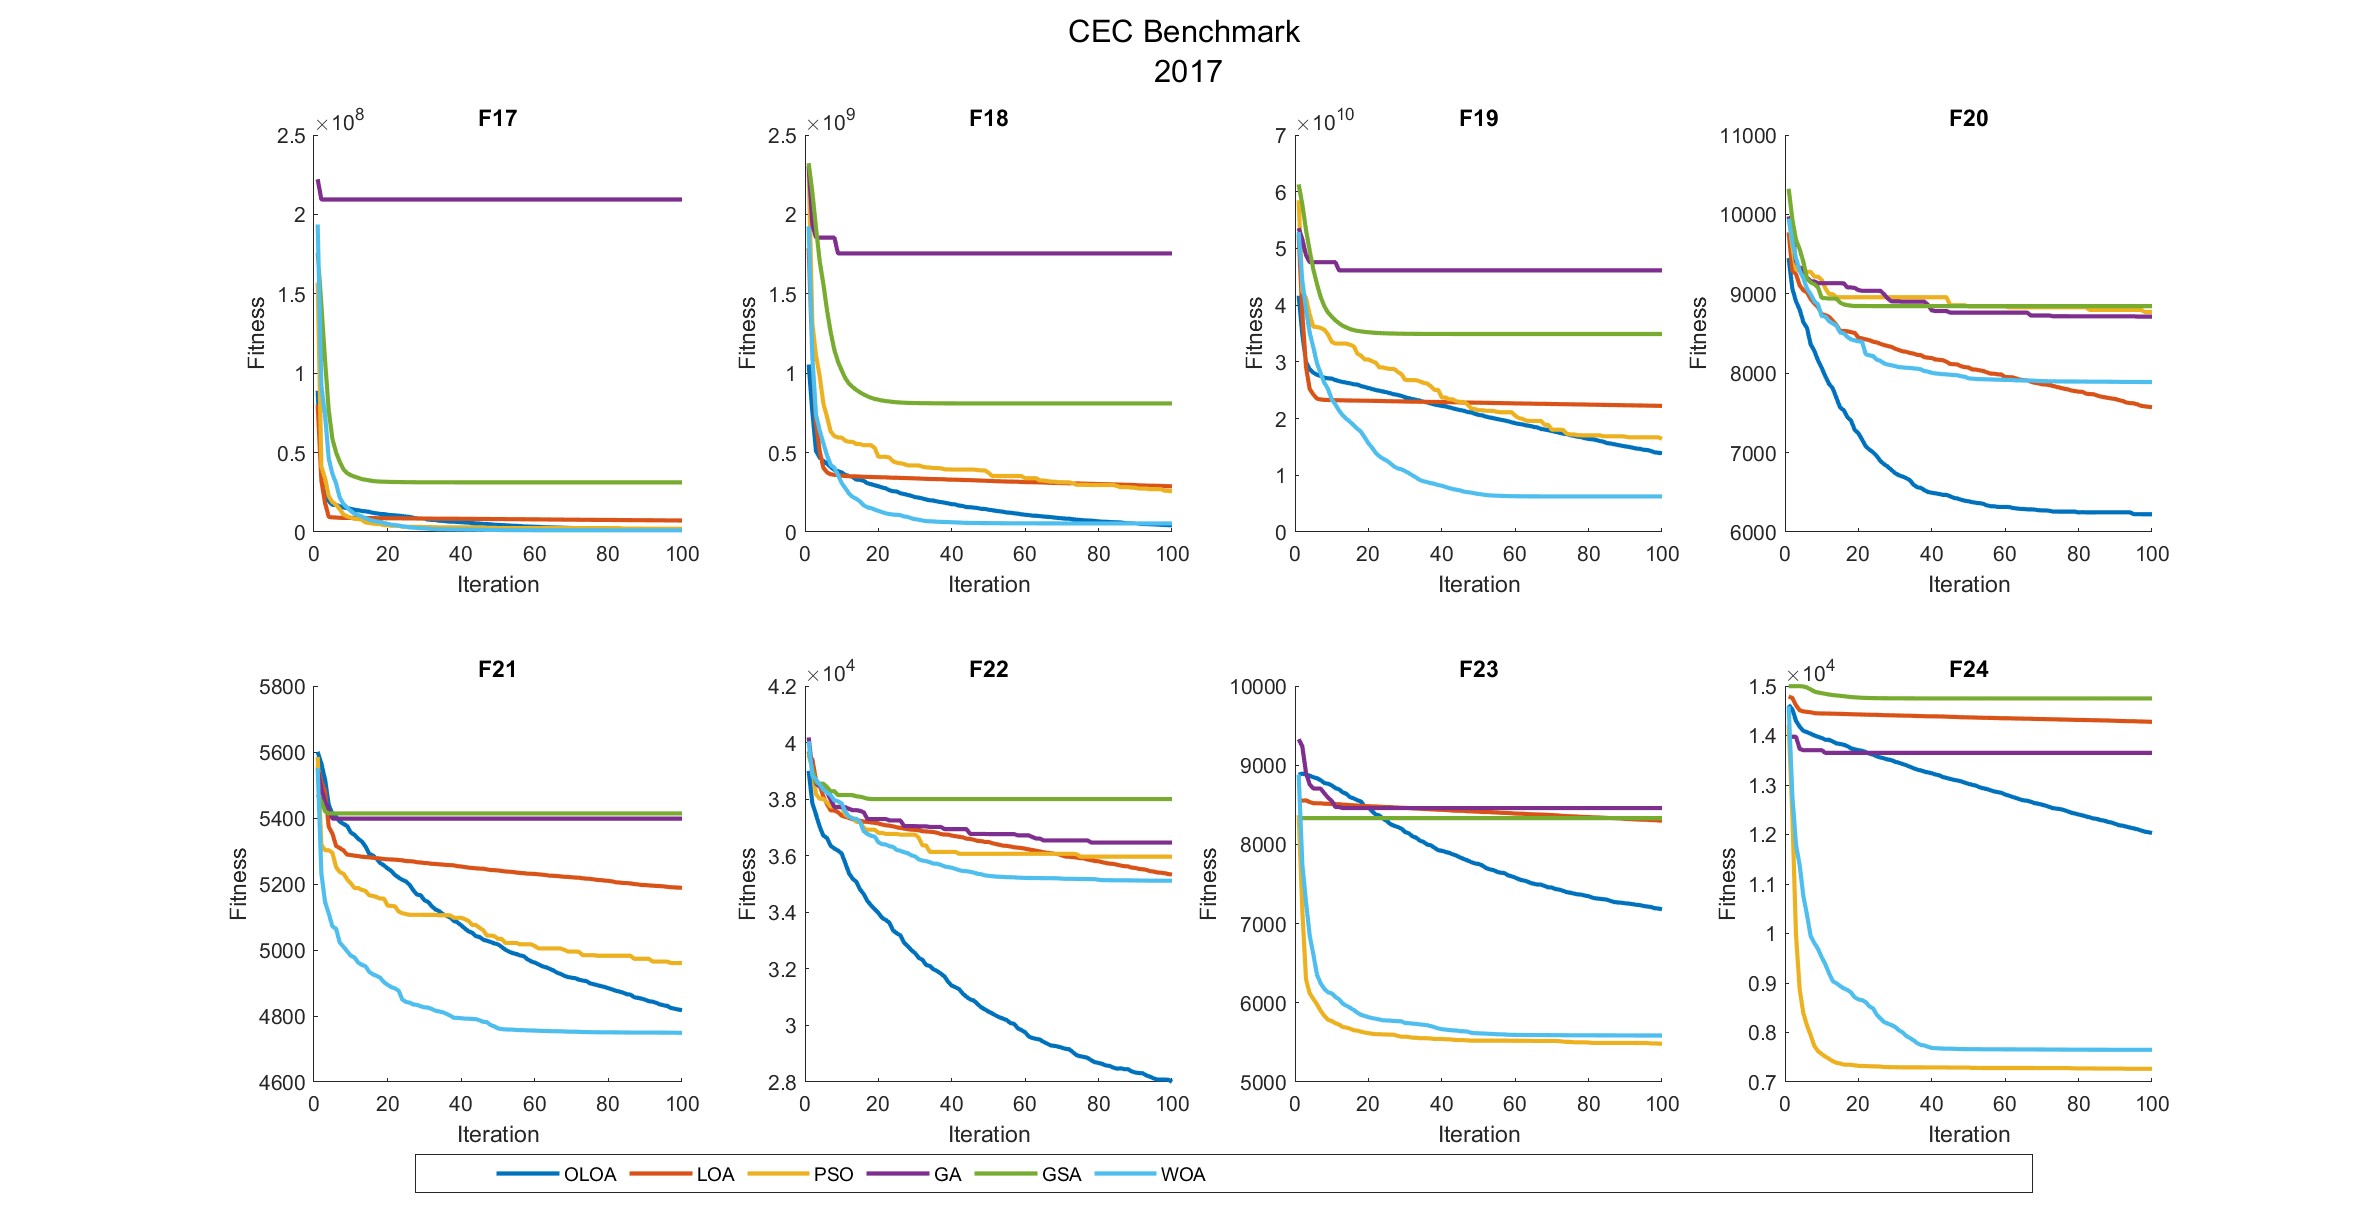 CEC Benchmark
2017
F17
×10^8
2.5
2
1.5
1
0.5
0
Fitness
0 20 40 60 80 100
Iteration
F18
×10^9
2.5
2
1.5
1
0.5
0
Fitness
0 20 40 60 80 100
Iteration
F19
×10^10
7
6
5
4
3
2
1
0
Fitness
0 20 40 60 80 100
Iteration
F20
11000
10000
9000
8000
7000
6000
Fitness
0 20 40 60 80 100
Iteration
F21
5800
5600
5400
5200
5000
4800
4600
Fitness
0 20 40 60 80 100
Iteration
F22
×10^4
4.2
4
3.8
3.6
3.4
3.2
3
2.8
Fitness
0 20 40 60 80 100
Iteration
F23
10000
9000
8000
7000
6000
5000
Fitness
0 20 40 60 80 100
Iteration
F24
×10^4
1.5
1.4
1.3
1.2
1.1
1
0.9
0.8
0.7
Fitness
0 20 40 60 80 100
Iteration
OLOA LOA PSO GA GSA WOA